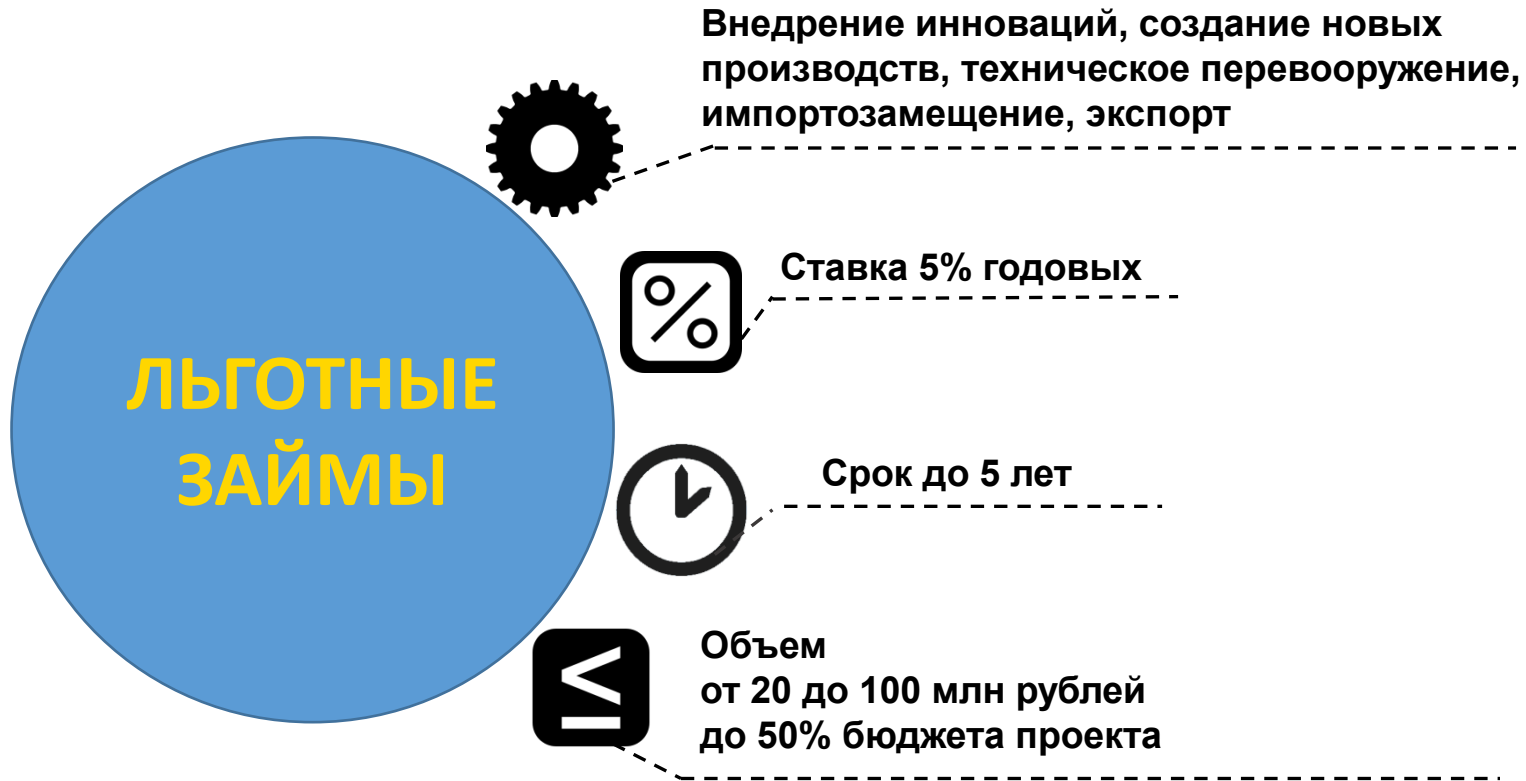 Внедрение инноваций, создание новых
производств, техническое перевооружение,
импортозамещение, экспорт
Ставка 5% годовых
ЛЬГОТНЫЕ
ЗАЙМЫ
Срок до 5 лет
Объем
от 20 до 100 млн рублей
до 50% бюджета проекта